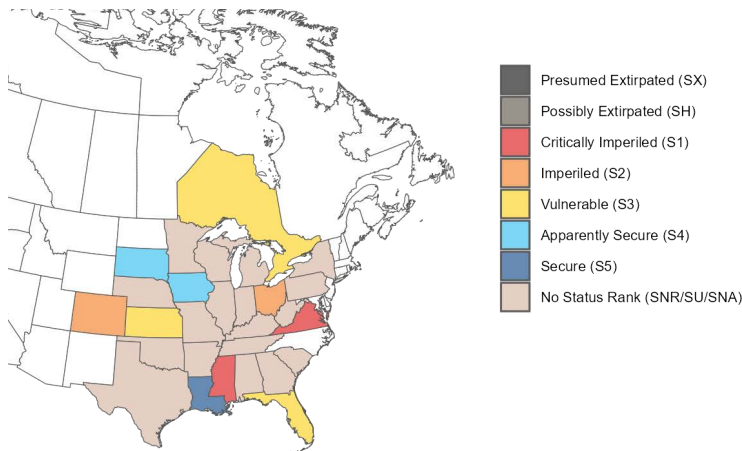 Presumed Extirpated (SX)
Possibly Extirpated (SH)
Critically Imperiled (S1)
Imperiled (S2)
Vulnerable (S3)
Apparently Secure (S4)
Secure (S5)
No Status Rank (SNR/SU/SNA)